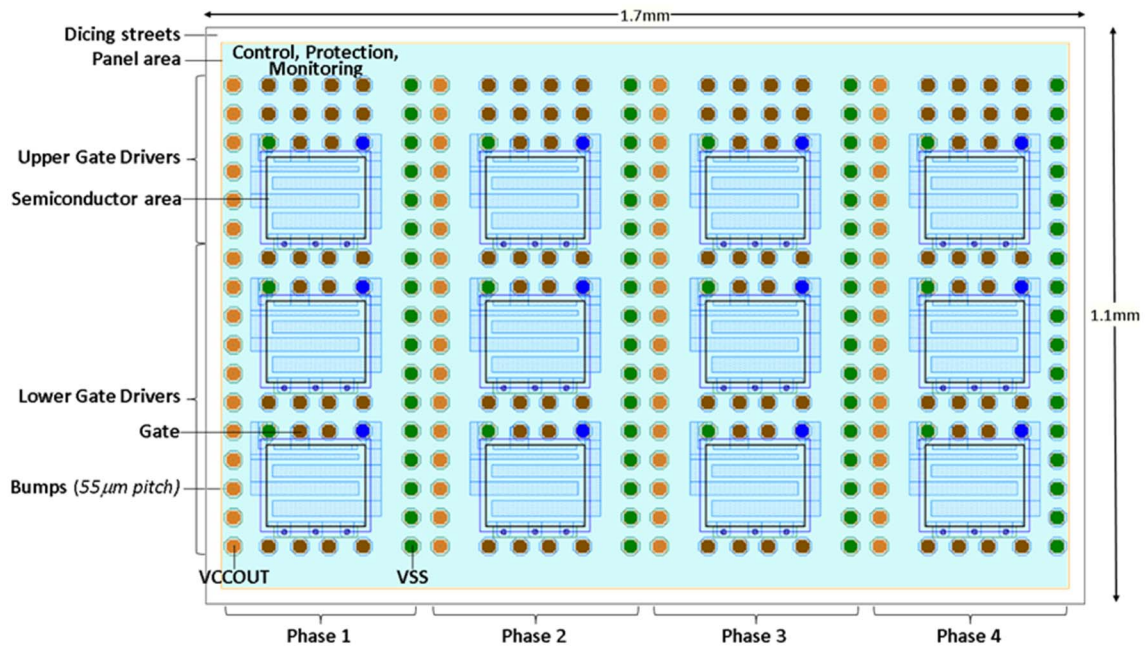 1.7mm
Dicing streets
Panel area
Control, Protection,
Monitoring
Upper Gate Drivers
Semiconductor area
1.1mm
Lower Gate Drivers
Gate
Bumps (55μm pitch)
VCCOUT
VSS
Phase 1
Phase 2
Phase 3
Phase 4